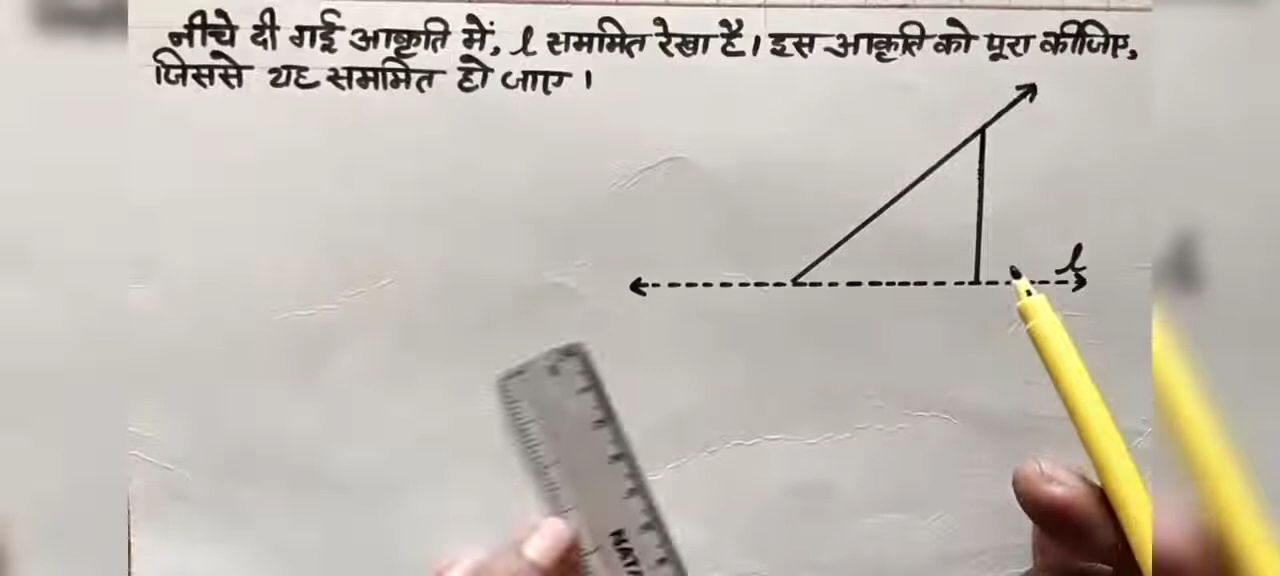 नीचे दी गई आकृति में, l सममित रेखा है। इस आकृति को पूरा कीजिए,
जिससे यह सममित हो जाए।
l